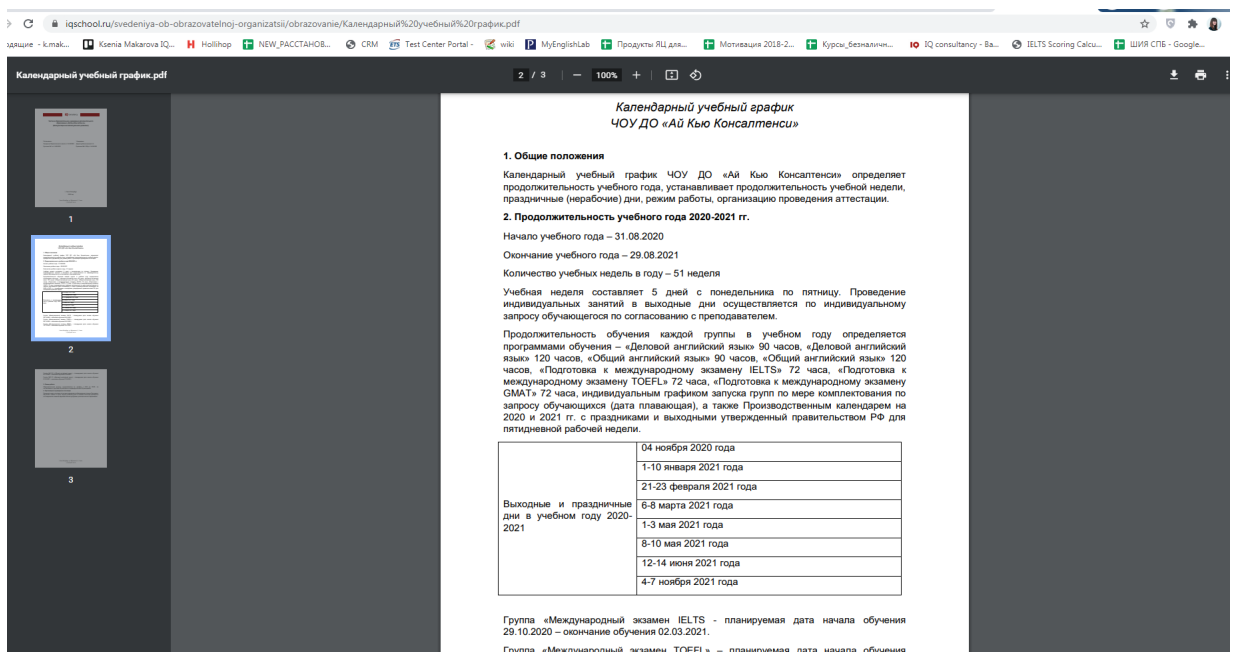 iqschool.ru/svedeniya-ob-obrazovatelnoj-organizatsii/obrazovanie/Календарный%20учебный%20график.pdf
k.mak...
Ksenia Makarova IQ...
Hollihop
NEW_РАССТАНОВ...
CRM
Test Center Portal -
wiki
MyEnglishLab
Продукты ЯЦ для...
Мотивация 2018-2...
Курсы_безналичн...
IQ consultancy - Ba...
IELTS Scoring Calcu...
ШИЯ СПБ - Google...
Календарный учебный график.pdf
2 / 3
100%
1
2
3
Календарный учебный график
ЧОУ ДО «Ай Кью Консалтенси»
1. Общие положения
Календарный учебный график ЧОУ ДО «Ай Кью Консалтенси» определяет
продолжительность учебного года, устанавливает продолжительность учебной недели,
праздничные (нерабочие) дни, режим работы, организацию проведения аттестации.
2. Продолжительность учебного года 2020-2021 гг.
Начало учебного года – 31.08.2020
Окончание учебного года – 29.08.2021
Количество учебных недель в году – 51 неделя
Учебная неделя составляет 5 дней с понедельника по пятницу. Проведение
индивидуальных занятий в выходные дни осуществляется по индивидуальному
запросу обучающегося по согласованию с преподавателем.
Продолжительность обучения каждой группы в учебном году определяется
программами обучения – «Деловой английский язык» 90 часов, «Деловой английский
язык» 120 часов, «Общий английский язык» 90 часов, «Общий английский язык» 120
часов, «Подготовка к международному экзамену IELTS» 72 часа, «Подготовка к
международному экзамену TOEFL» 72 часа, «Подготовка к международному экзамену
GMAT» 72 часа, индивидуальным графиком запуска групп по мере комплектования по
запросу обучающихся (дата плавающая), а также Производственным календарем на
2020 и 2021 гг. с праздниками и выходными утвержденный правительством РФ для
пятидневной рабочей недели.
Выходные и праздничные
дни в учебном году 2020-
2021
04 ноября 2020 года
1-10 января 2021 года
21-23 февраля 2021 года
6-8 марта 2021 года
1-3 мая 2021 года
8-10 мая 2021 года
12-14 июня 2021 года
4-7 ноября 2021 года
Группа «Международный экзамен IELTS - планируемая дата начала обучения
29.10.2020 – окончание обучения 02.03.2021.
Группа «Международный экзамен TOEFL» – планируемая дата начала обучения